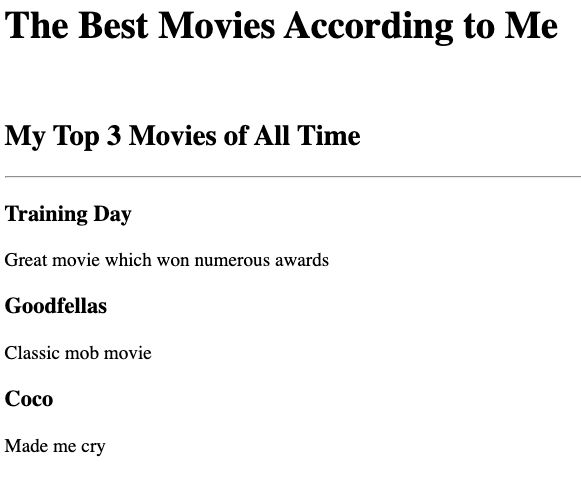 The Best Movies According to Me
My Top 3 Movies of All Time
Training Day
Great movie which won numerous awards
Goodfellas
Classic mob movie
Coco
Made me cry